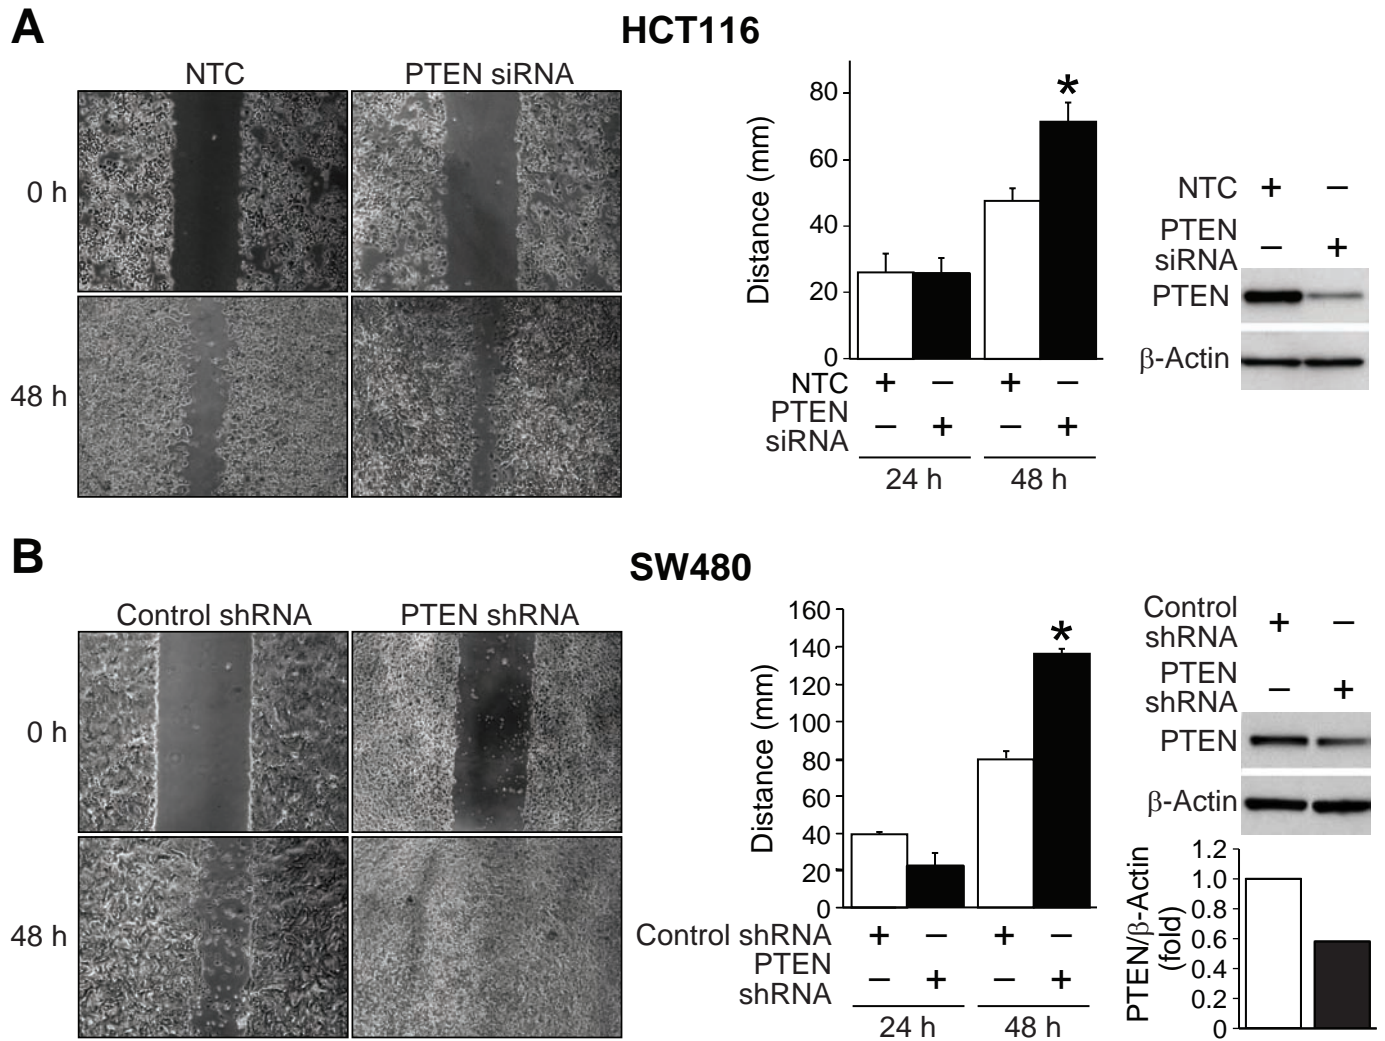 A
HCT116
NTC PTEN siRNA
0 h
48 h
Distance (mm)
80
60
40
20
0
*
NTC + – + –
PTEN
siRNA – + – +
24 h 48 h
NTC + –
PTEN
siRNA – +
PTEN
β-Actin
B
SW480
Control shRNA PTEN shRNA
0 h
48 h
Distance (mm)
160
140
120
100
80
60
40
20
0
*
Control shRNA + – + –
PTEN
shRNA – + – +
24 h 48 h
Control
shRNA + –
PTEN
shRNA – +
PTEN
β-Actin
PTEN/β-Actin
(fold)
1.2
1.0
0.8
0.6
0.4
0.2
0